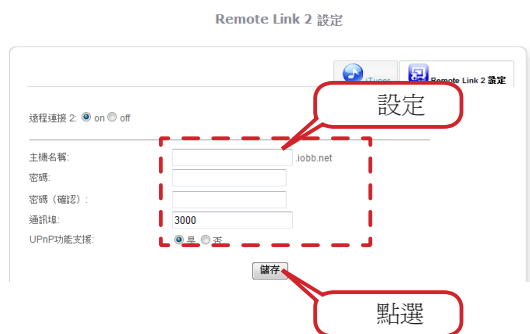 Remote Link 2 設定
iTunes Remote Link 2 設定
設定
遠程連接 2: on off
主機名稱: .iobb.net
密碼:
密碼（確認）:
通訊埠: 3000
UPnP功能支援: 是 否
儲存
點選